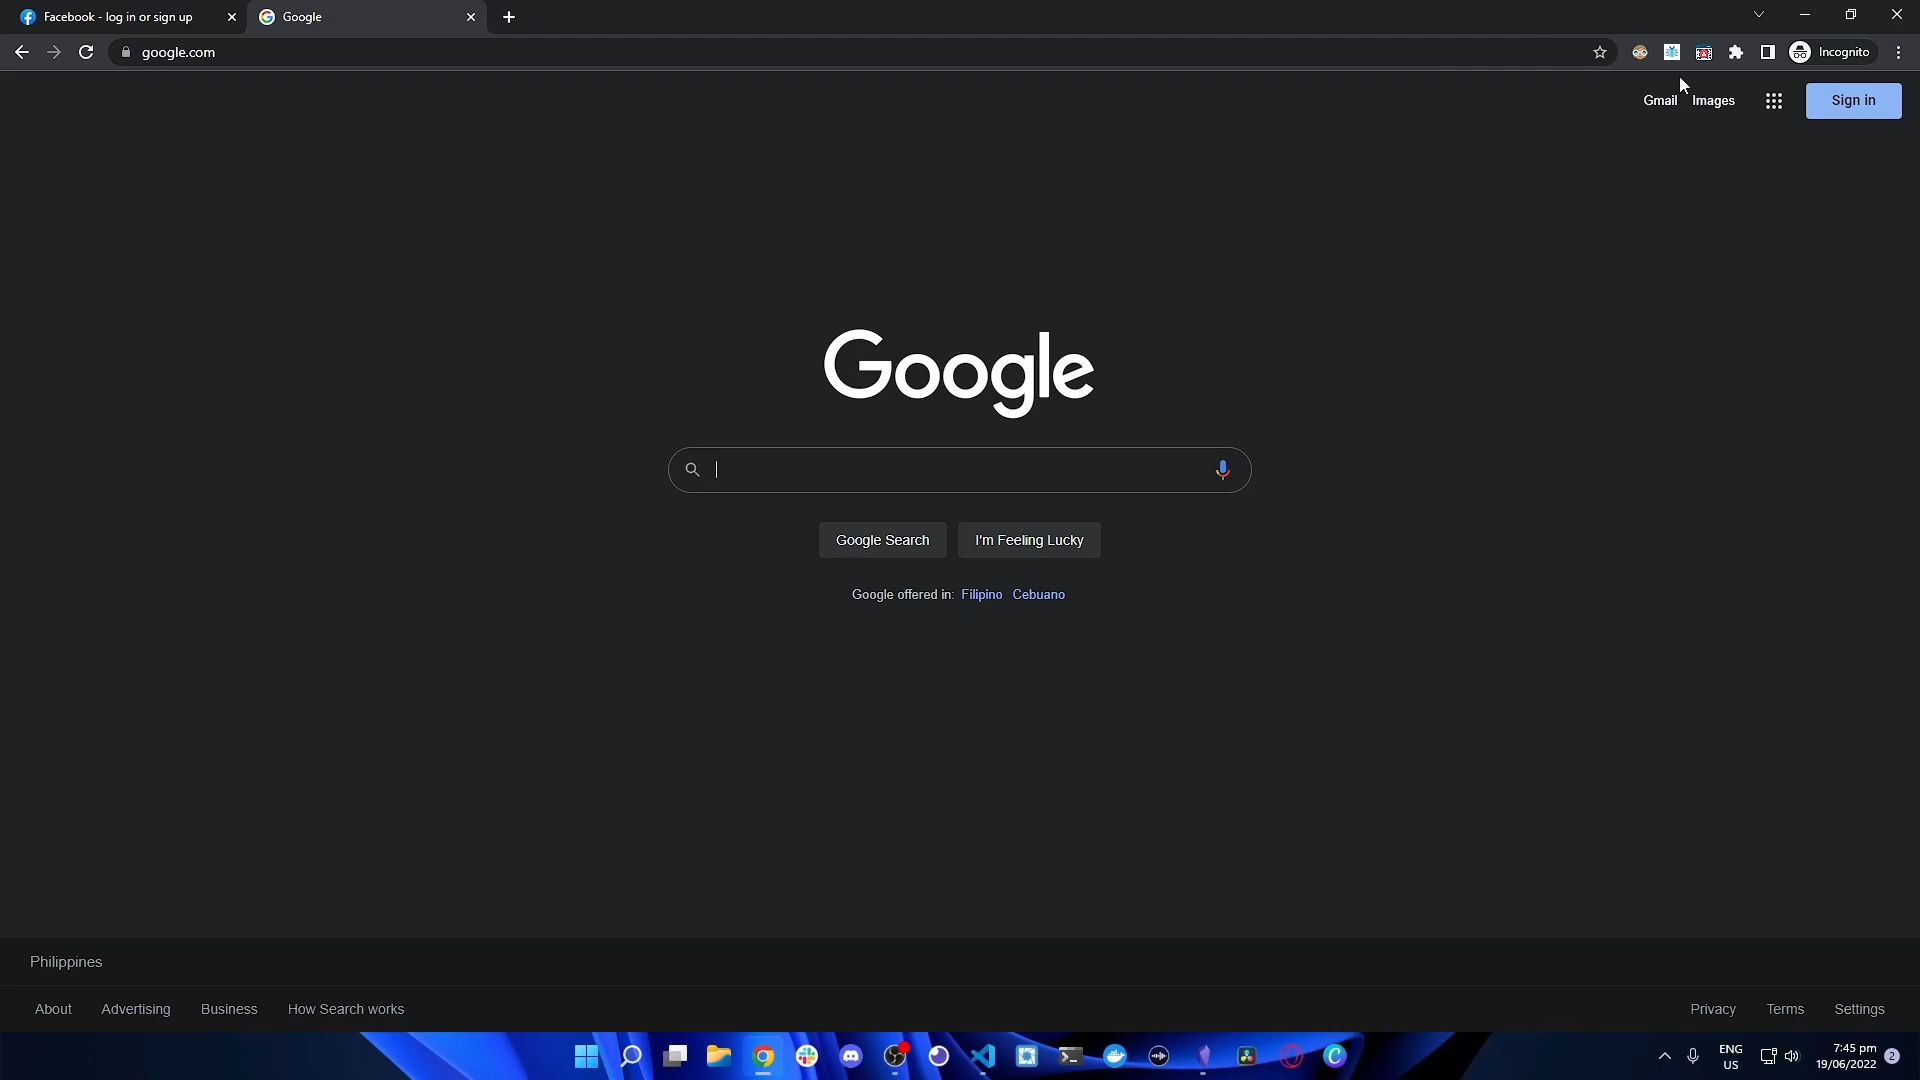 Facebook - log in or sign up
Google
google.com
Incognito
Gmail Images
Sign in
Google
Google Search I'm Feeling Lucky
Google offered in: Filipino Cebuano
Philippines
About Advertising Business How Search works
Privacy Terms Settings
ENG
US
7:45 pm
19/06/2022
2